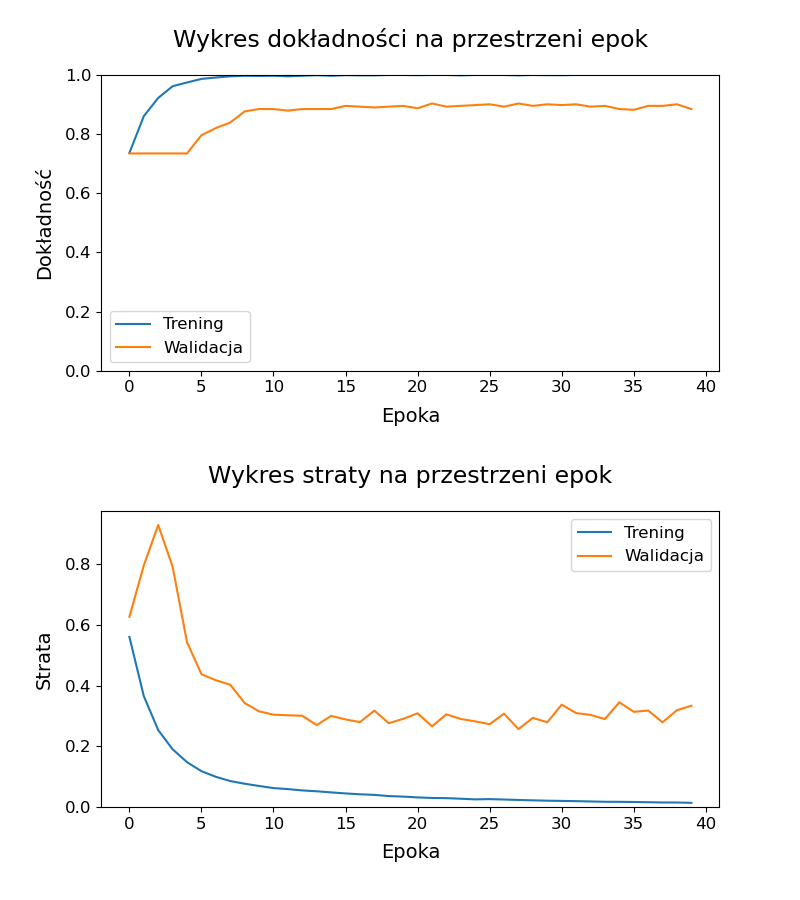 Wykres dokładności na przestrzeni epok
1.0
0.8
0.6
0.4
0.2
0.0
Dokładność
Trening
Walidacja
0 5 10 15 20 25 30 35 40
Epoka
Wykres straty na przestrzeni epok
0.8
0.6
0.4
0.2
0.0
Strata
Trening
Walidacja
0 5 10 15 20 25 30 35 40
Epoka